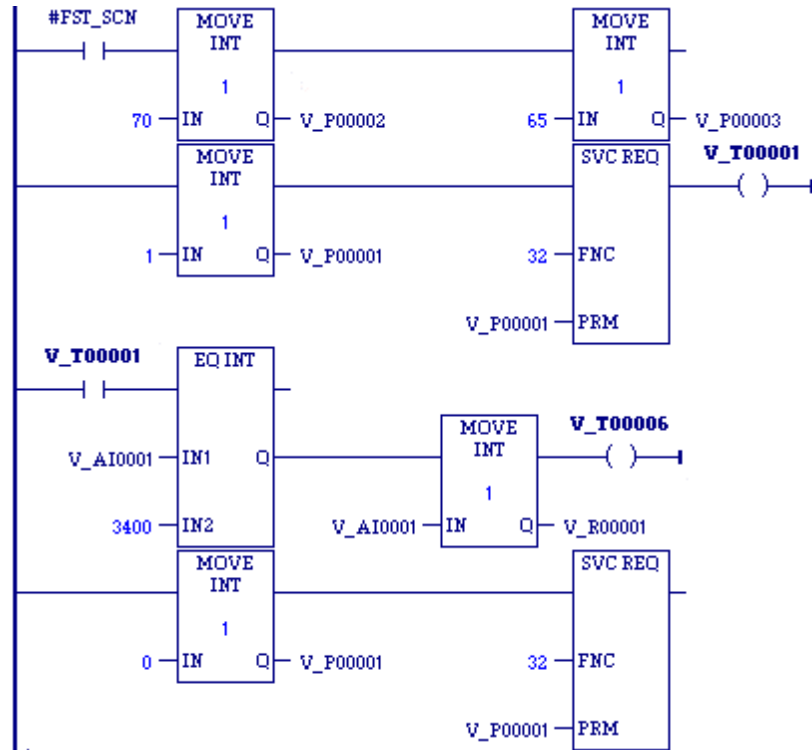 #FST_SCN
MOVE INT MOVE INT
1 1
70 IN Q V_P00002 65 IN Q V_P00003
MOVE INT SVC REQ V_T00001
1
1 IN Q V_P00001 32 FNC
V_P00001 PRM
V_T00001 EQ INT
MOVE INT V_T00006
V_AI0001 IN1 Q
1
3400 IN2 V_AI0001 IN Q V_R00001
MOVE INT SVC REQ
1
0 IN Q V_P00001 32 FNC
V_P00001 PRM